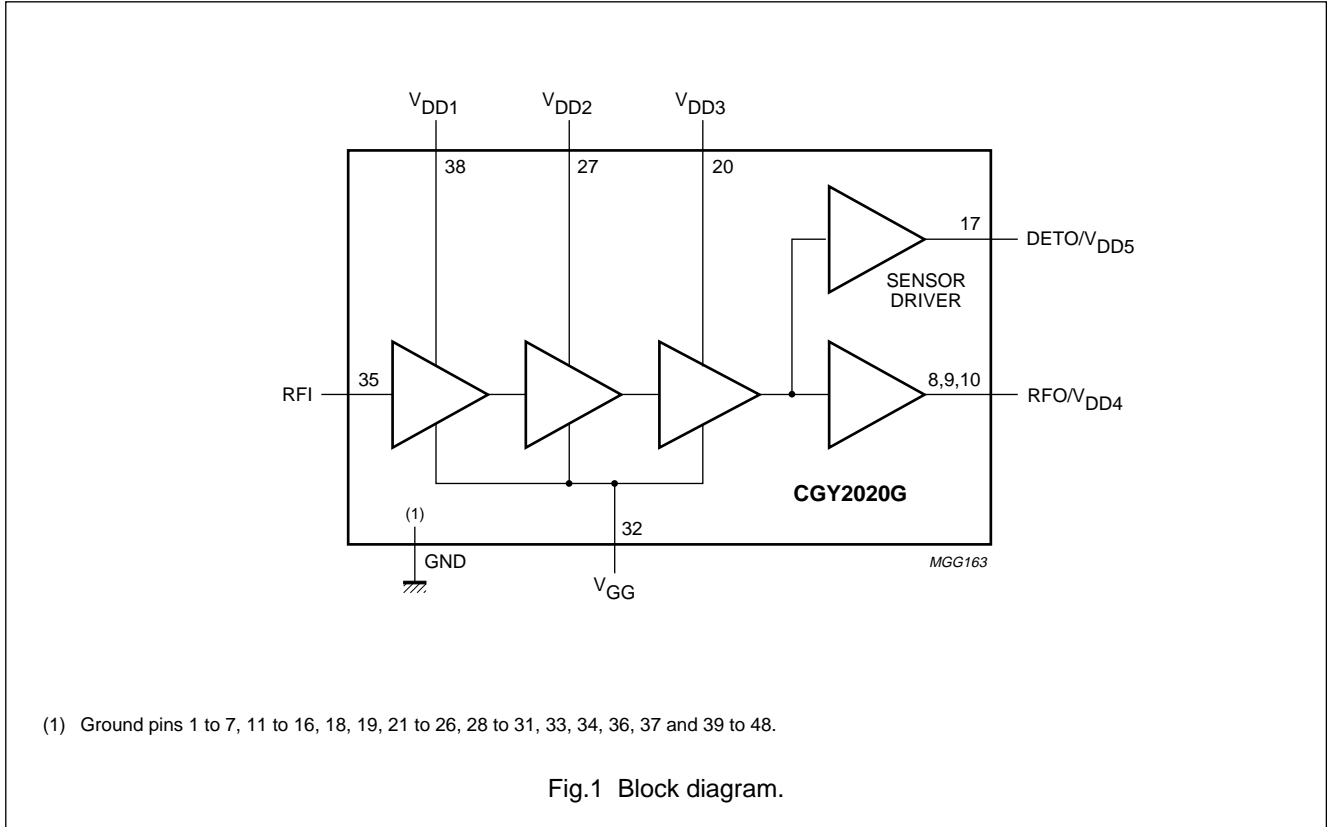 VDD1 VDD2 VDD3
38 27 20
17
DETO/VDD5
SENSOR
DRIVER
RFI 35
8,9,10
RFO/VDD4
CGY2020G
(1)
32
GND
MGG163
VGG
(1) Ground pins 1 to 7, 11 to 16, 18, 19, 21 to 26, 28 to 31, 33, 34, 36, 37 and 39 to 48.
Fig.1 Block diagram.